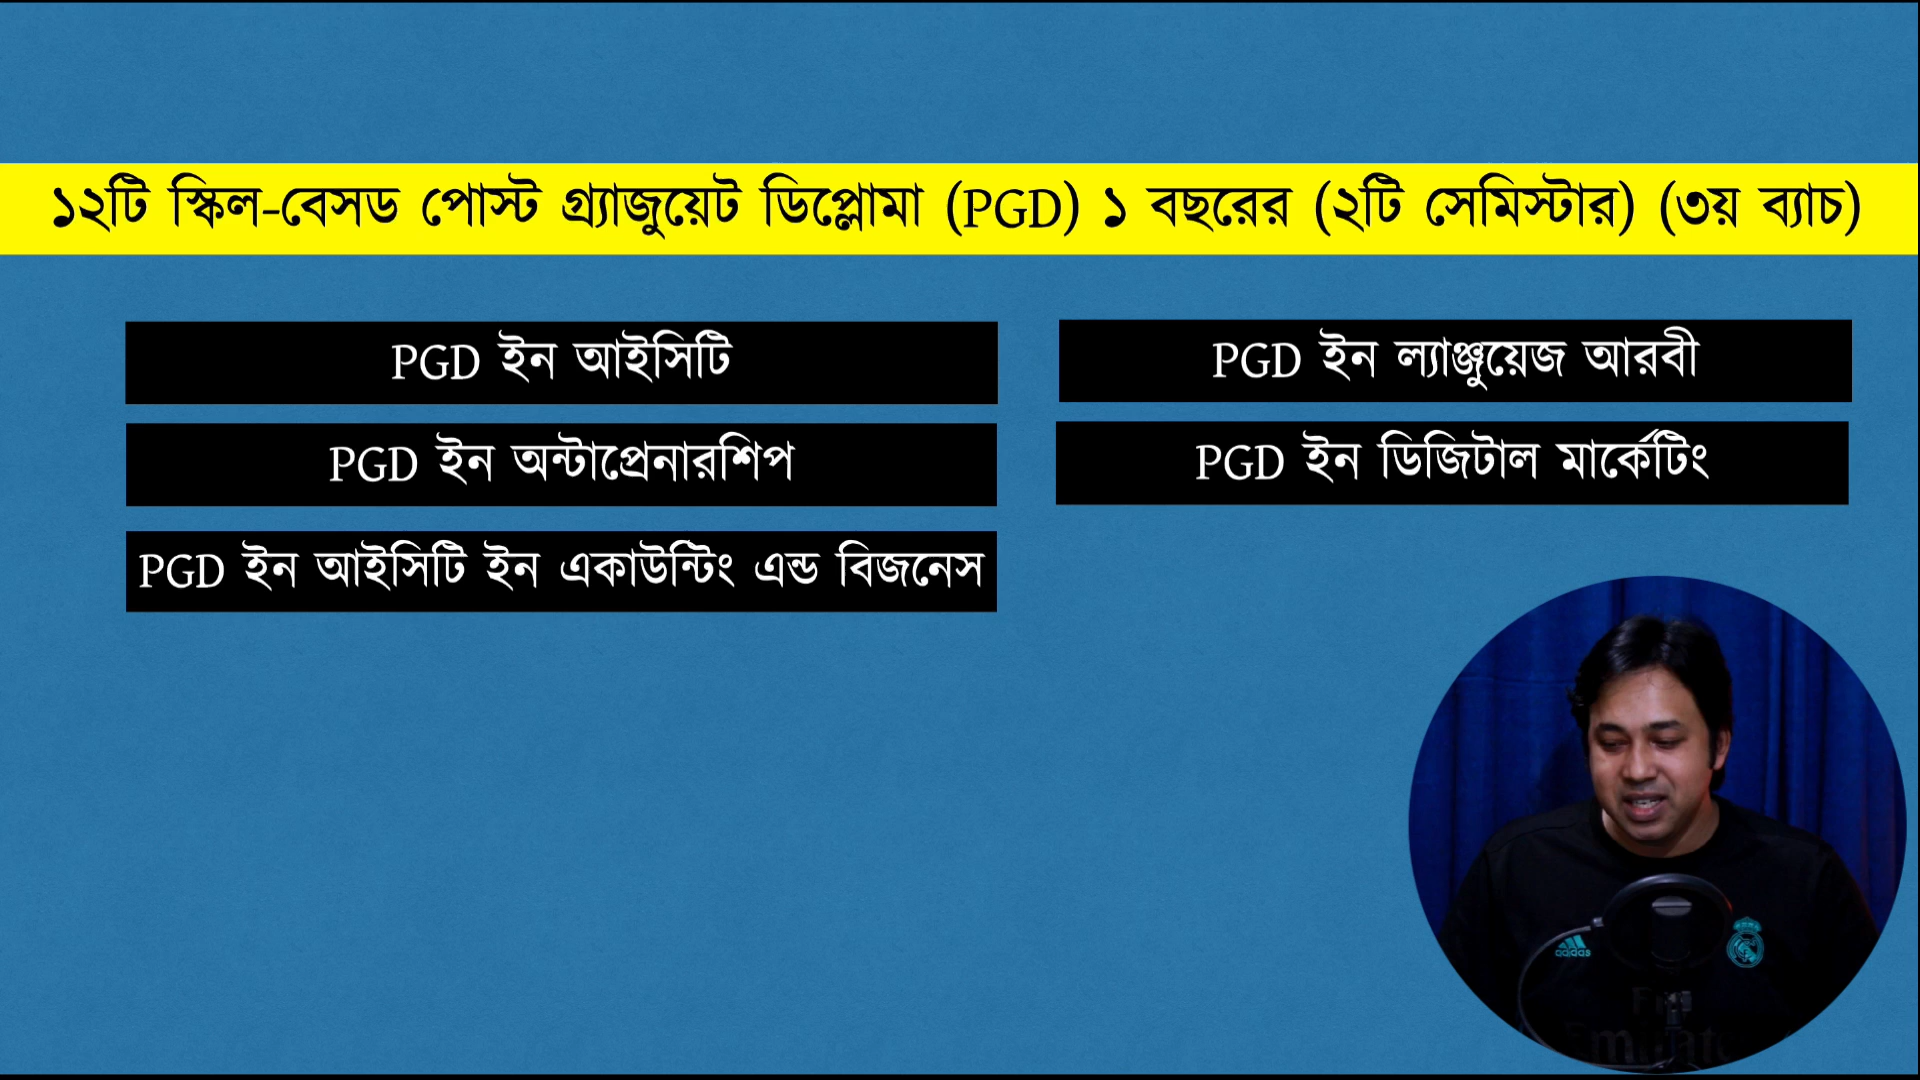 ১২টি স্কিল-বেসড পোস্ট গ্র্যাজুয়েট ডিপ্লোমা (PGD) ১ বছরের (২টি সেমিস্টার) (৩য় ব্যাচ)
PGD ইন আইসিটি
PGD ইন ল্যাঙ্গুয়েজ আরবী
PGD ইন অন্টাপ্রেনারশিপ
PGD ইন ডিজিটাল মার্কেটিং
PGD ইন আইসিটি ইন একাউন্টিং এন্ড বিজনেস
adidas